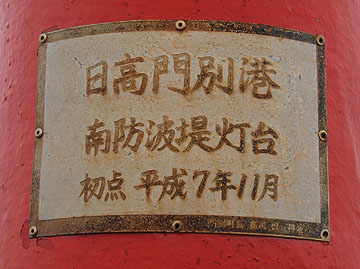 日高門別港
南防波堤灯台
初点 平成7年11月